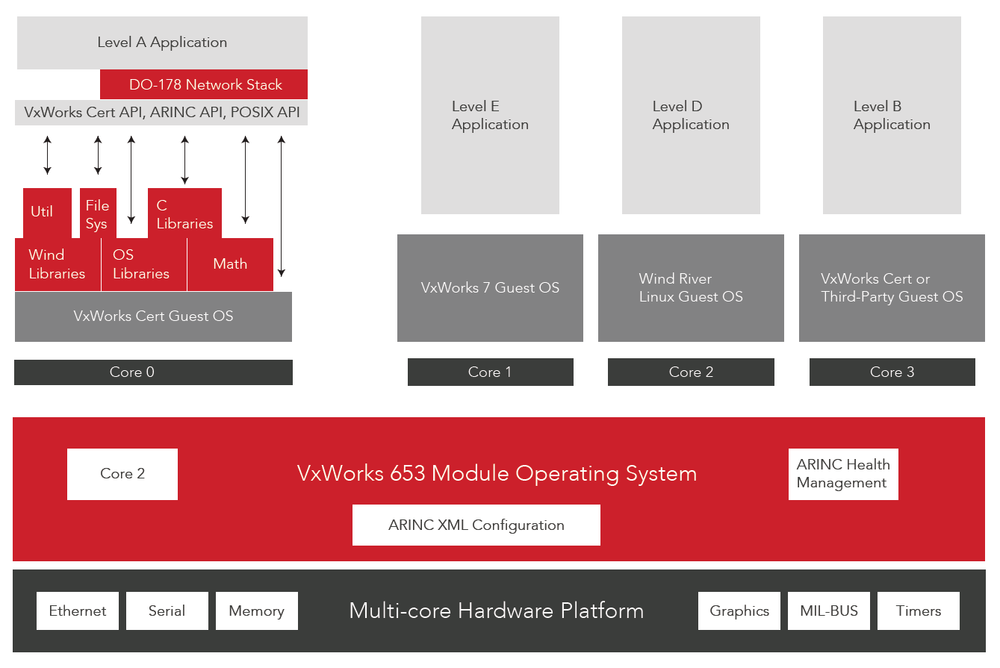 Level A Application
DO-178 Network Stack
VxWorks Cert API, ARINC API, POSIX API
Util
File
Sys
C
Libraries
Wind
Libraries
OS
Libraries
Math
VxWorks Cert Guest OS
Core 0
Level E
Application
VxWorks 7 Guest OS
Core 1
Level D
Application
Wind River
Linux Guest OS
Core 2
Level B
Application
VxWorks Cert or
Third-Party Guest OS
Core 3
Core 2
VxWorks 653 Module Operating System
ARINC Health
Management
ARINC XML Configuration
Ethernet
Serial
Memory
Multi-core Hardware Platform
Graphics
MIL-BUS
Timers